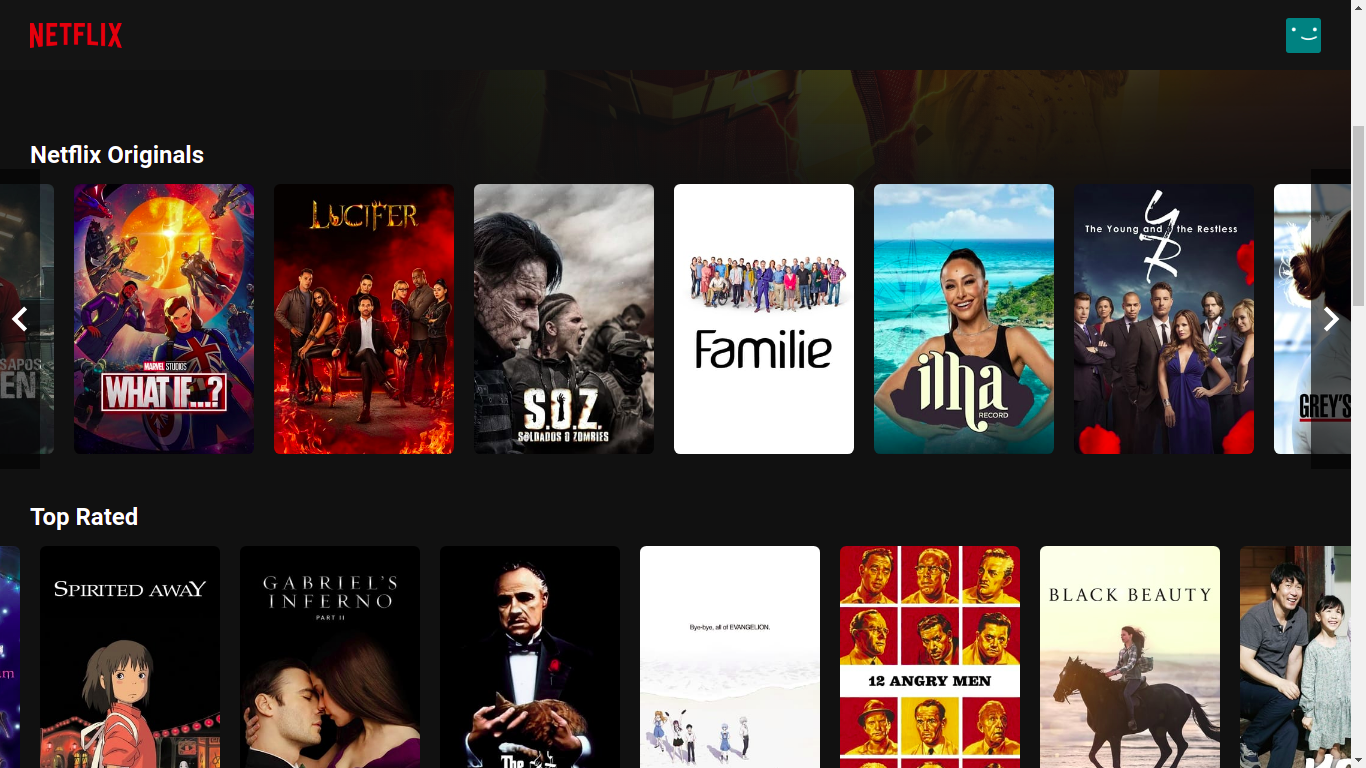 NETFLIX
Netflix Originals
SAPOS
EN
MARVEL STUDIOS
WHAT IF...?
LUCIFER
S.O.Z.
SOLDADOS O ZOMBIES
Familie
ilha
RECORD
YR
The Young and the Restless
GREY'S
Top Rated
SPIRITED AWAY
GABRIEL'S
INFERNO
PART II
The
Bye-bye, all of EVANGELION.
12 ANGRY MEN
BLACK BEAUTY